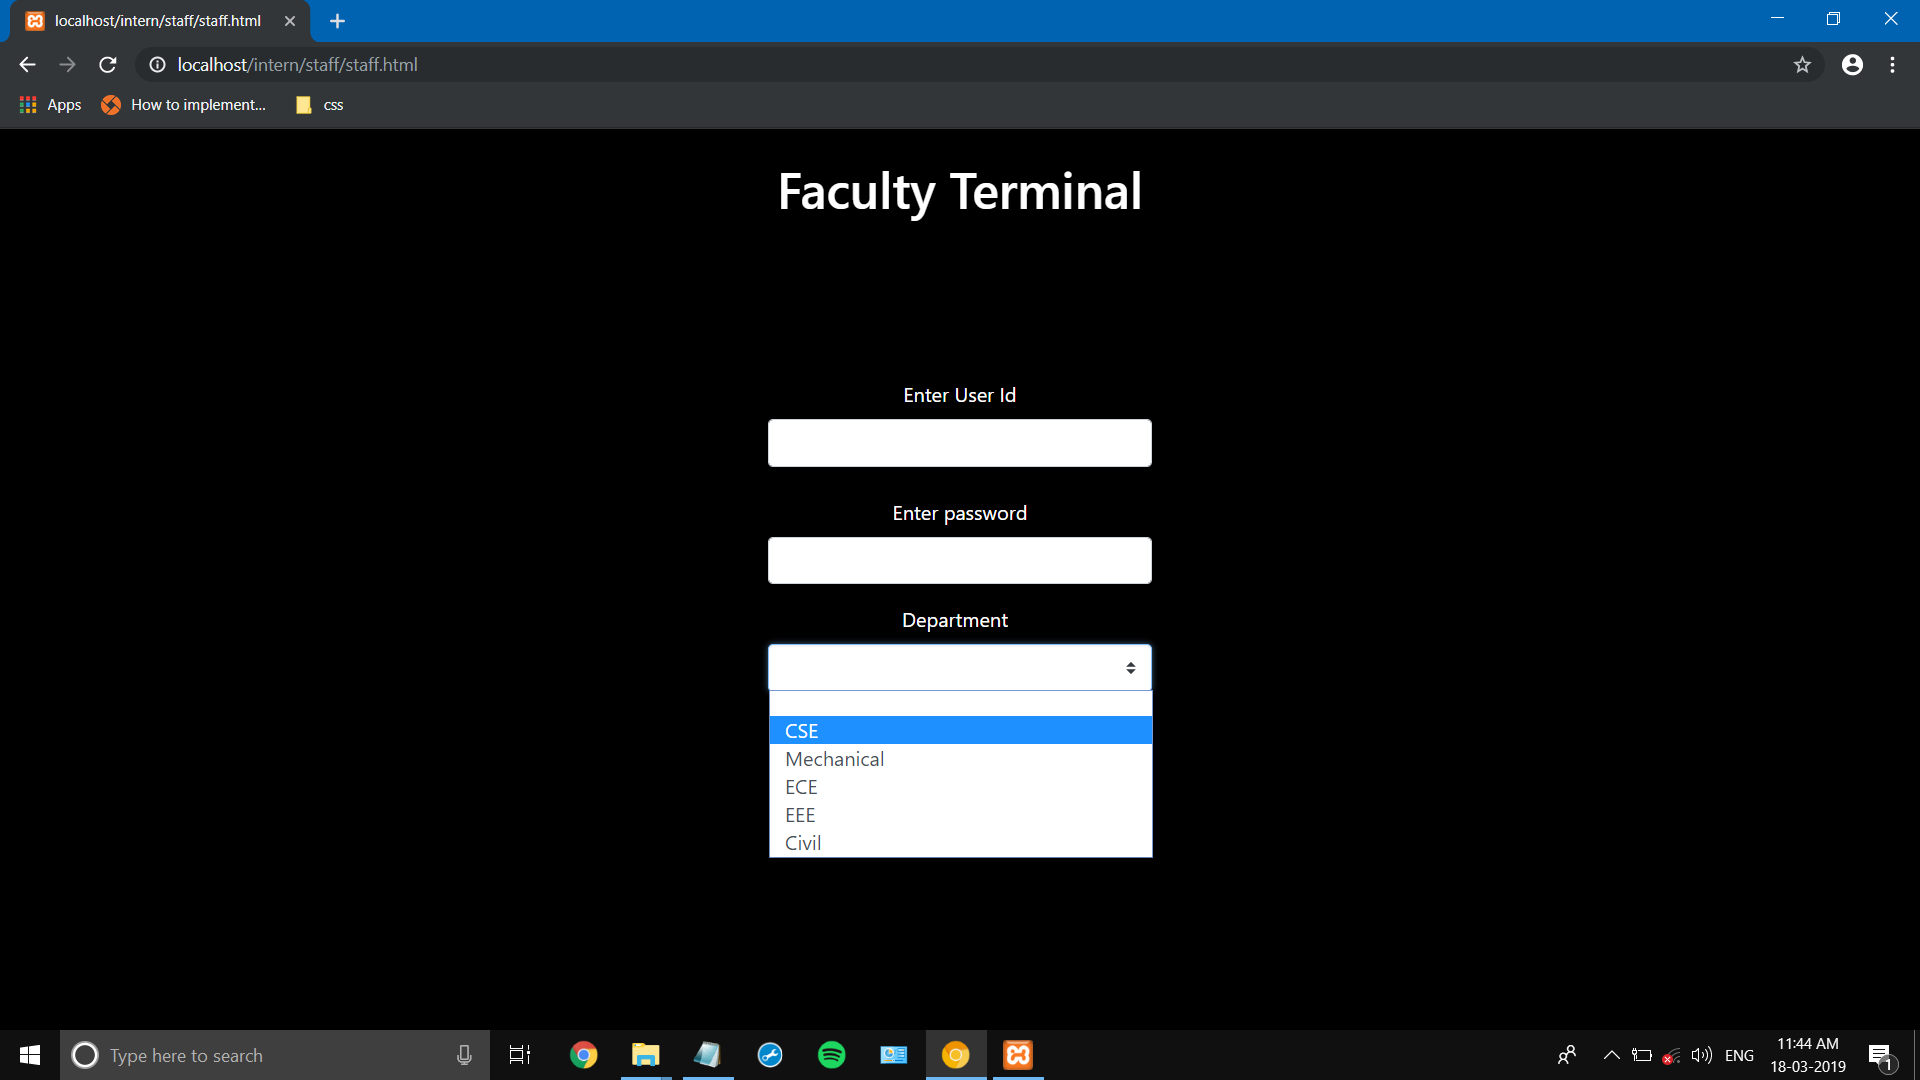 localhost/intern/staff/staff.html
localhost/intern/staff/staff.html
Apps How to implement... css
Faculty Terminal
Enter User Id
Enter password
Department
CSE
Mechanical
ECE
EEE
Civil
Type here to search
ENG
11:44 AM
18-03-2019
1